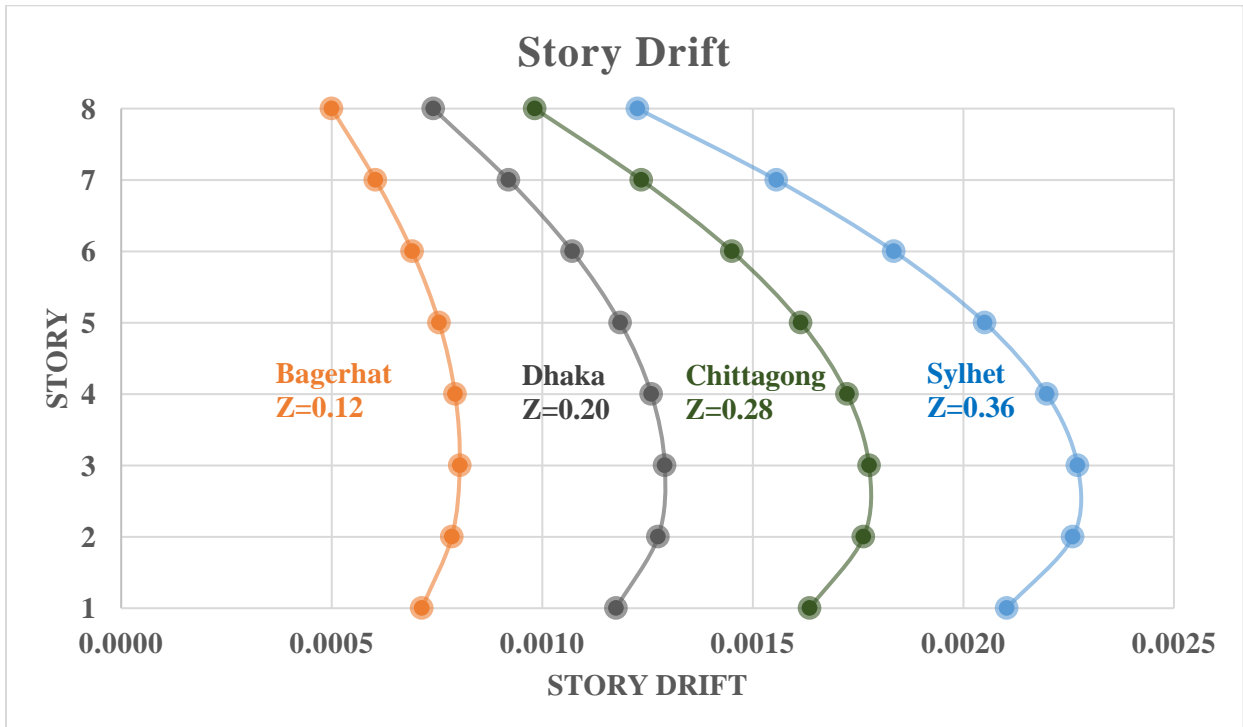 Story Drift
8
7
6
5
4
3
2
1
STORY
Bagerhat
Z=0.12
Dhaka
Z=0.20
Chittagong
Z=0.28
Sylhet
Z=0.36
0.0000 0.0005 0.0010 0.0015 0.0020 0.0025
STORY DRIFT